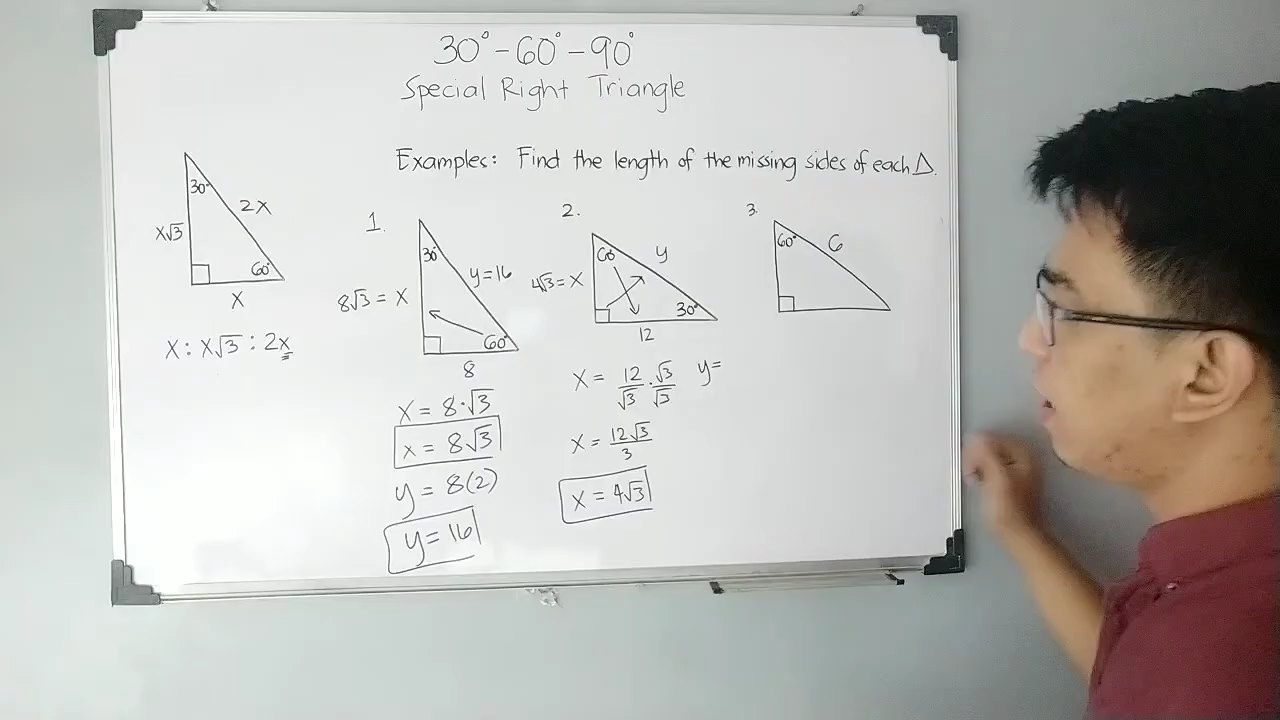 30° - 60° - 90°
Special Right Triangle
Examples: Find the length of the missing sides of each △.
30°
2x
x√3
60°
x
x : x√3 : 2x
1.
30°
y = 16
8√3 = x
60°
8
x = 8·√3
x = 8√3
y = 8(2)
y = 16
2.
60°
y
4√3 = x
30°
12
x = 12/√3 · √3/√3
y =
x = 12√3/3
x = 4√3
3.
60°
6